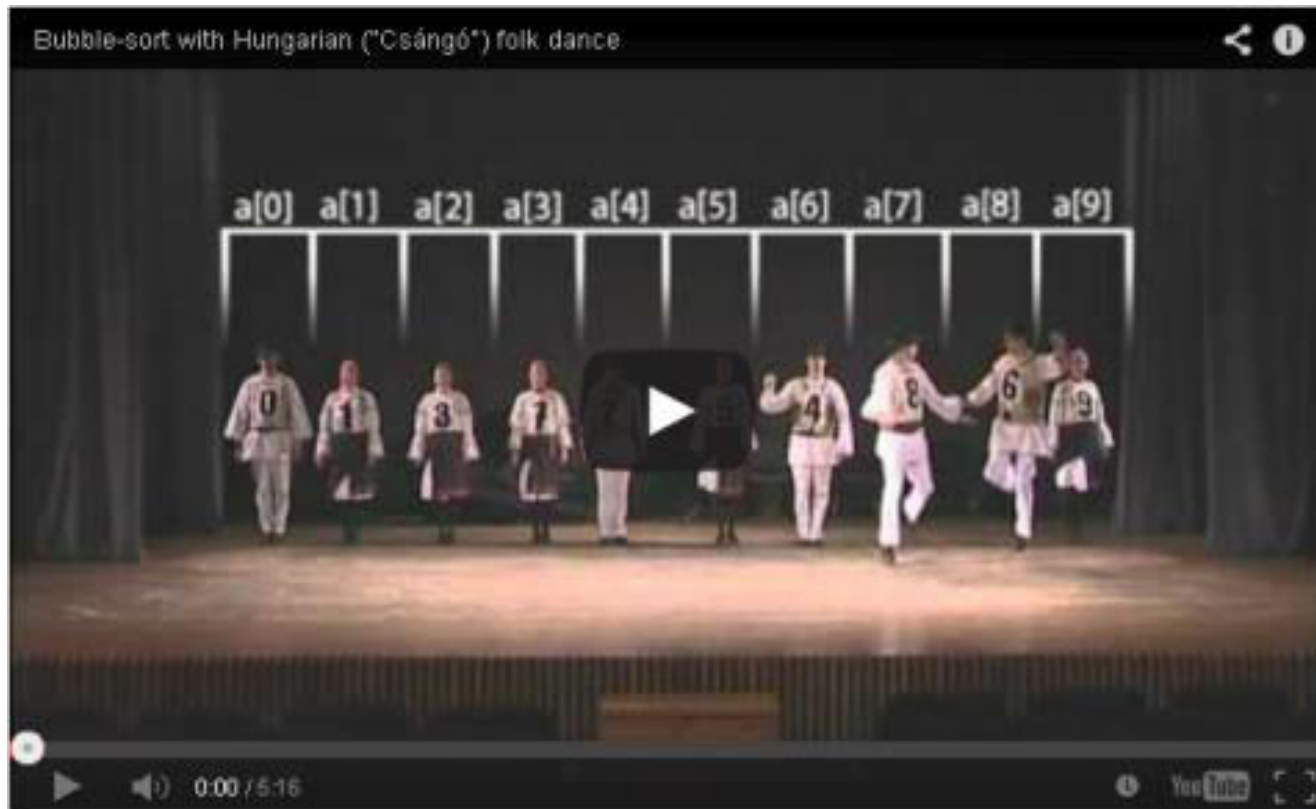 Bubble-sort with Hungarian ("Csángó") folk dance
a[0] a[1] a[2] a[3] a[4] a[5] a[6] a[7] a[8] a[9]
0 1 3 7 4 8 6 9
0:00 / 5:16 YouTube